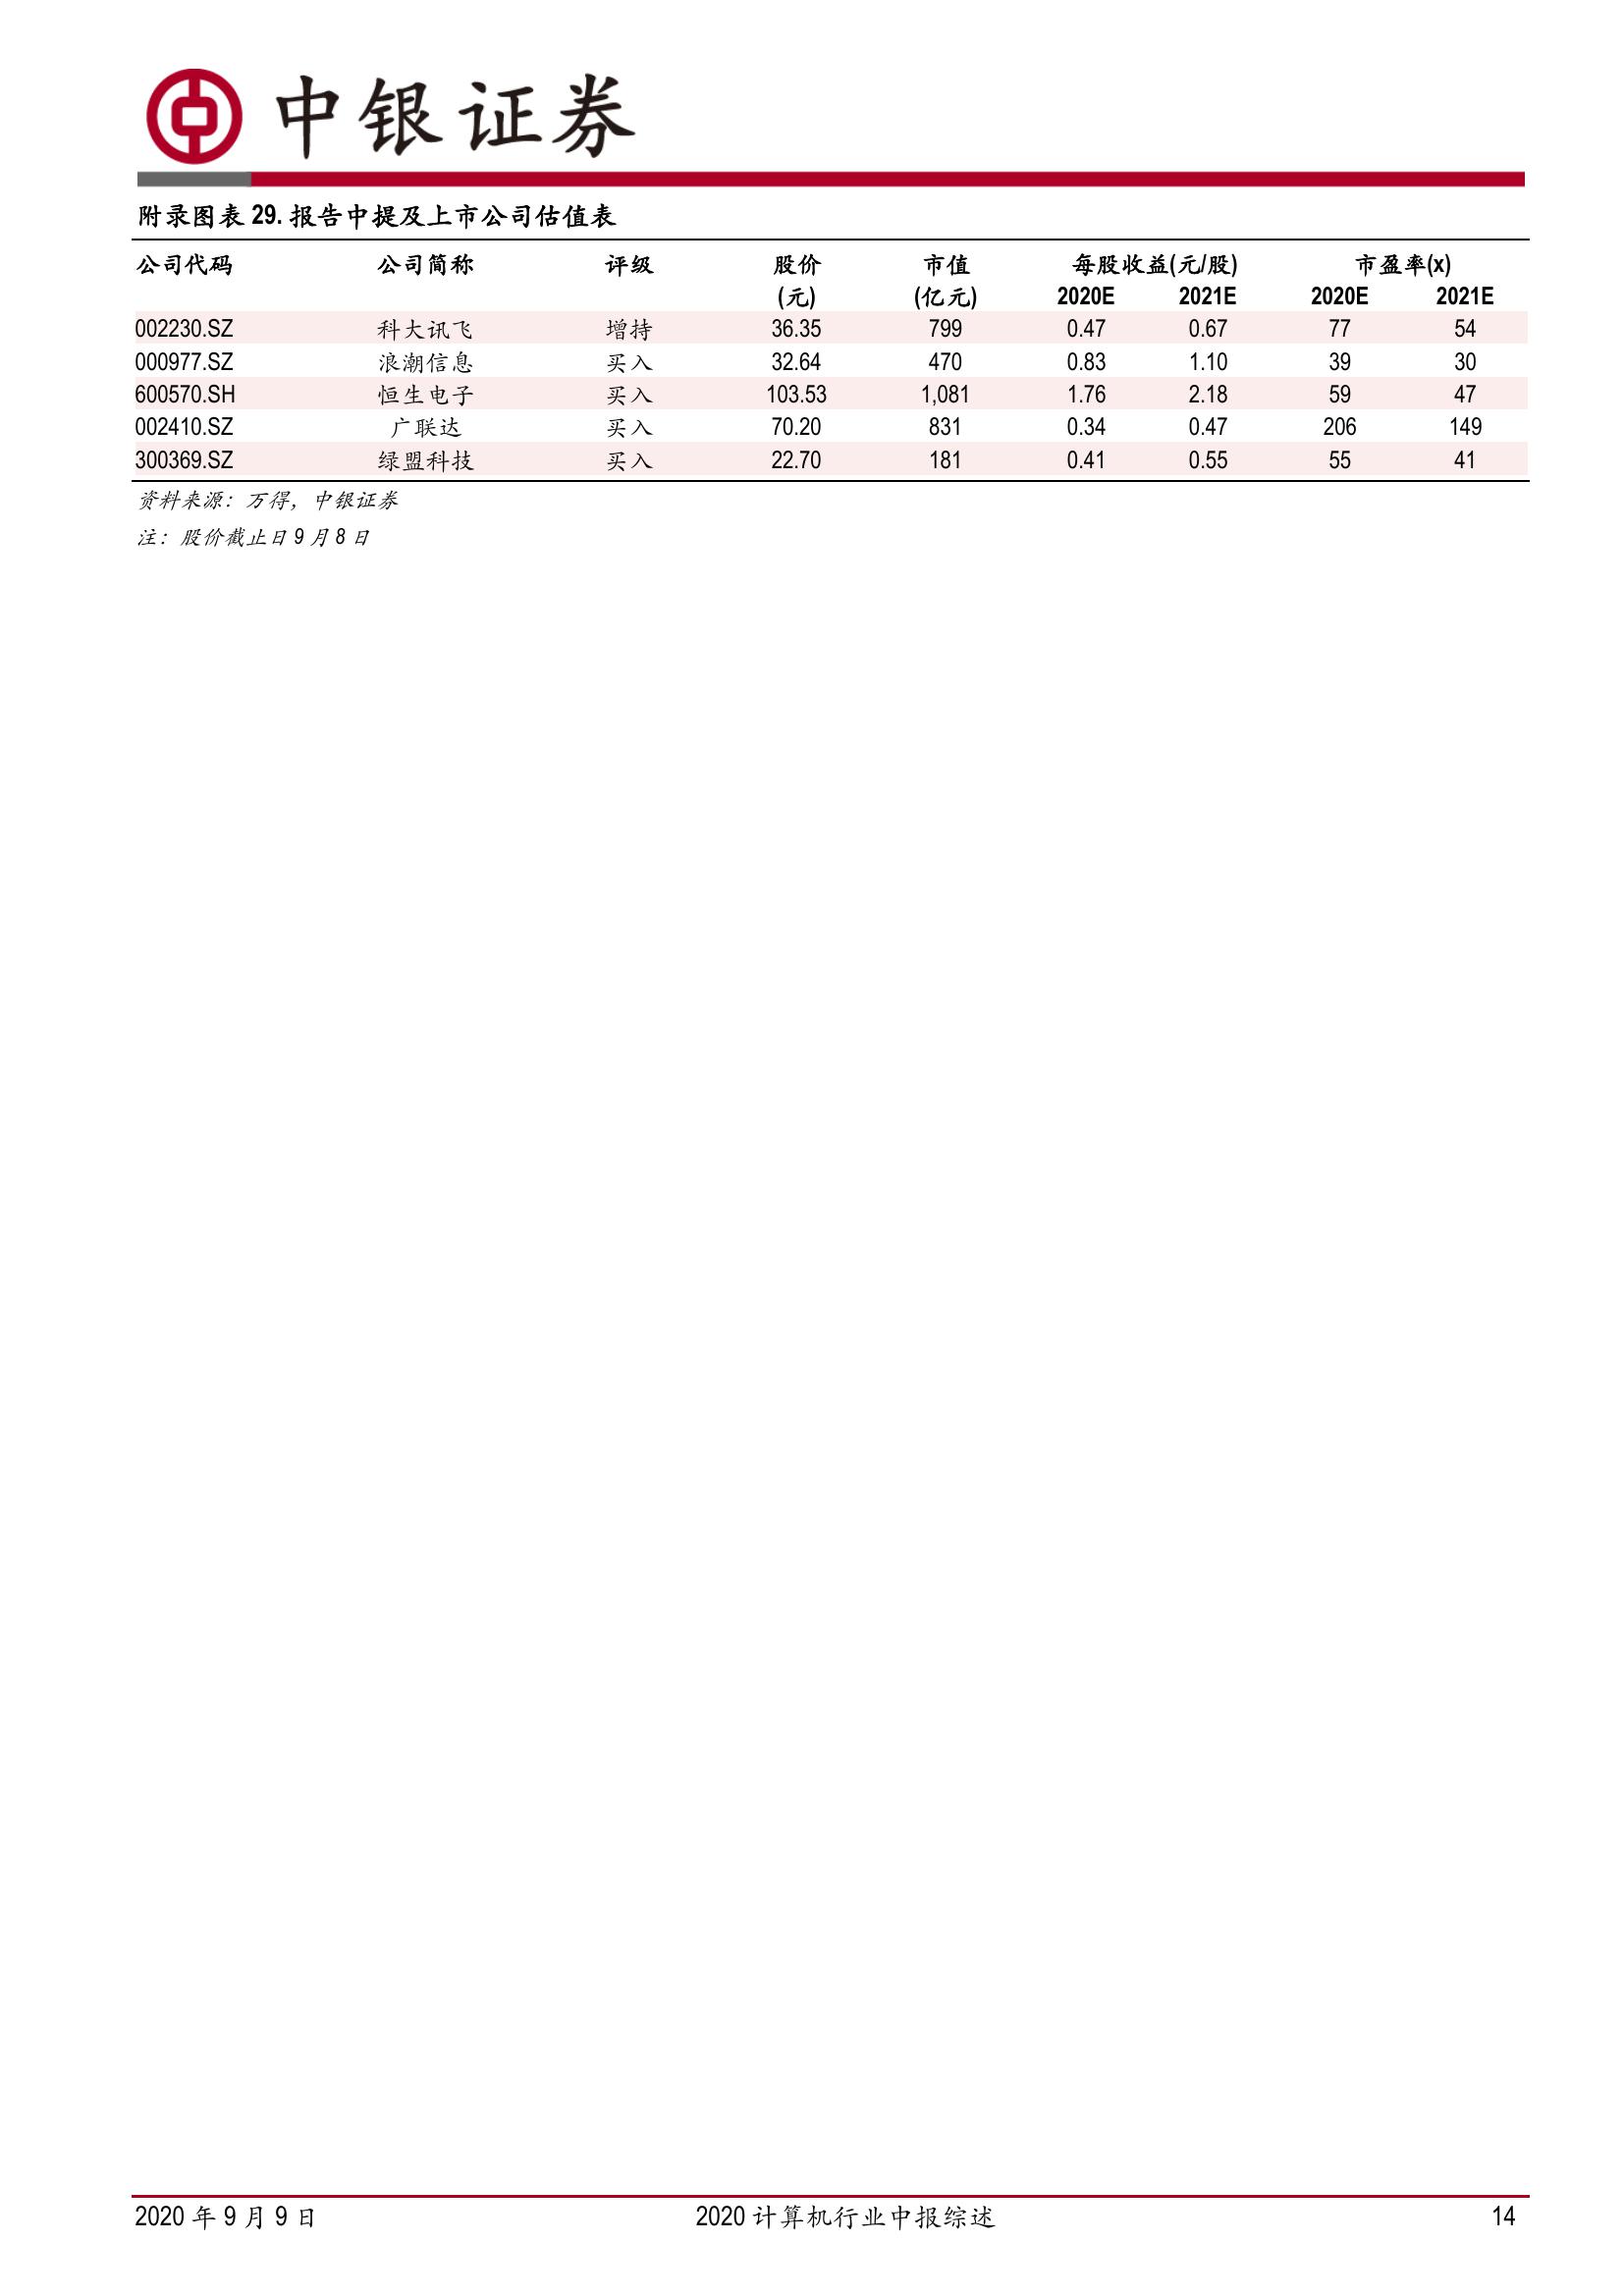 中银证券
附录图表 29. 报告中提及上市公司估值表
公司代码 公司简称 评级 股价 市值 每股收益(元/股) 市盈率(x)
(元) (亿元) 2020E 2021E 2020E 2021E
002230.SZ 科大讯飞 增持 36.35 799 0.47 0.67 77 54
000977.SZ 浪潮信息 买入 32.64 470 0.83 1.10 39 30
600570.SH 恒生电子 买入 103.53 1,081 1.76 2.18 59 47
002410.SZ 广联达 买入 70.20 831 0.34 0.47 206 149
300369.SZ 绿盟科技 买入 22.70 181 0.41 0.55 55 41
资料来源：万得，中银证券
注：股价截止日 9 月 8 日
2020 年 9 月 9 日 2020 计算机行业中报综述 14